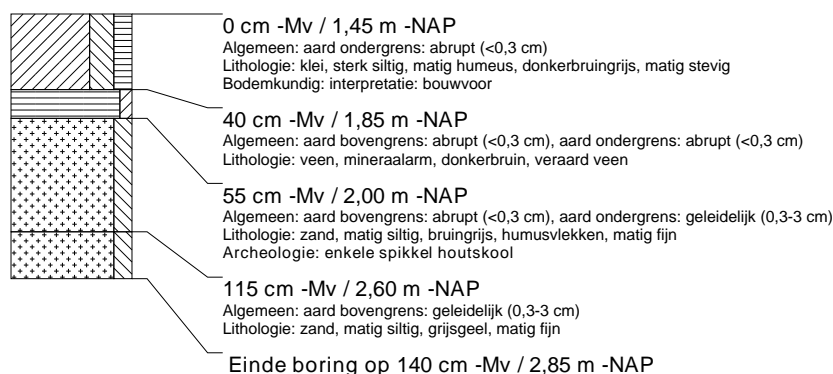 0 cm -Mv / 1,45 m -NAP
Algemeen: aard ondergrens: abrupt (<0,3 cm)
Lithologie: klei, sterk siltig, matig humeus, donkerbruingrijs, matig stevig
Bodemkundig: interpretatie: bouwvoor
40 cm -Mv / 1,85 m -NAP
Algemeen: aard bovengrens: abrupt (<0,3 cm), aard ondergrens: abrupt (<0,3 cm)
Lithologie: veen, mineraalarm, donkerbruin, veraard veen
55 cm -Mv / 2,00 m -NAP
Algemeen: aard bovengrens: abrupt (<0,3 cm), aard ondergrens: geleidelijk (0,3-3 cm)
Lithologie: zand, matig siltig, bruingrijs, humusvlekken, matig fijn
Archeologie: enkele spikkel houtskool
115 cm -Mv / 2,60 m -NAP
Algemeen: aard bovengrens: geleidelijk (0,3-3 cm)
Lithologie: zand, matig siltig, grijsgeel, matig fijn
Einde boring op 140 cm -Mv / 2,85 m -NAP